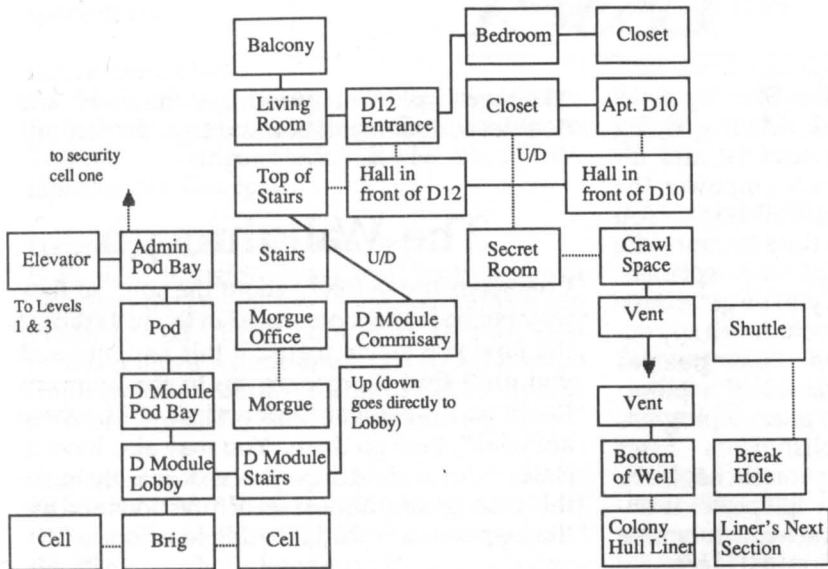 Balcony
Bedroom
Closet
Living
Room
D12
Entrance
Closet
Apt. D10
to security
cell one
U/D
Top of
Stairs
Hall in
front of D12
Hall in
front of D10
Elevator
Admin
Pod Bay
Stairs
U/D
Secret
Room
Crawl
Space
To Levels
1 & 3
Pod
Morgue
Office
D Module
Commisary
Vent
Shuttle
D Module
Pod Bay
Morgue
Up (down
goes directly to
Lobby)
Vent
D Module
Lobby
D Module
Stairs
Bottom
of Well
Break
Hole
Cell
Brig
Cell
Colony
Hull Liner
Liner's Next
Section